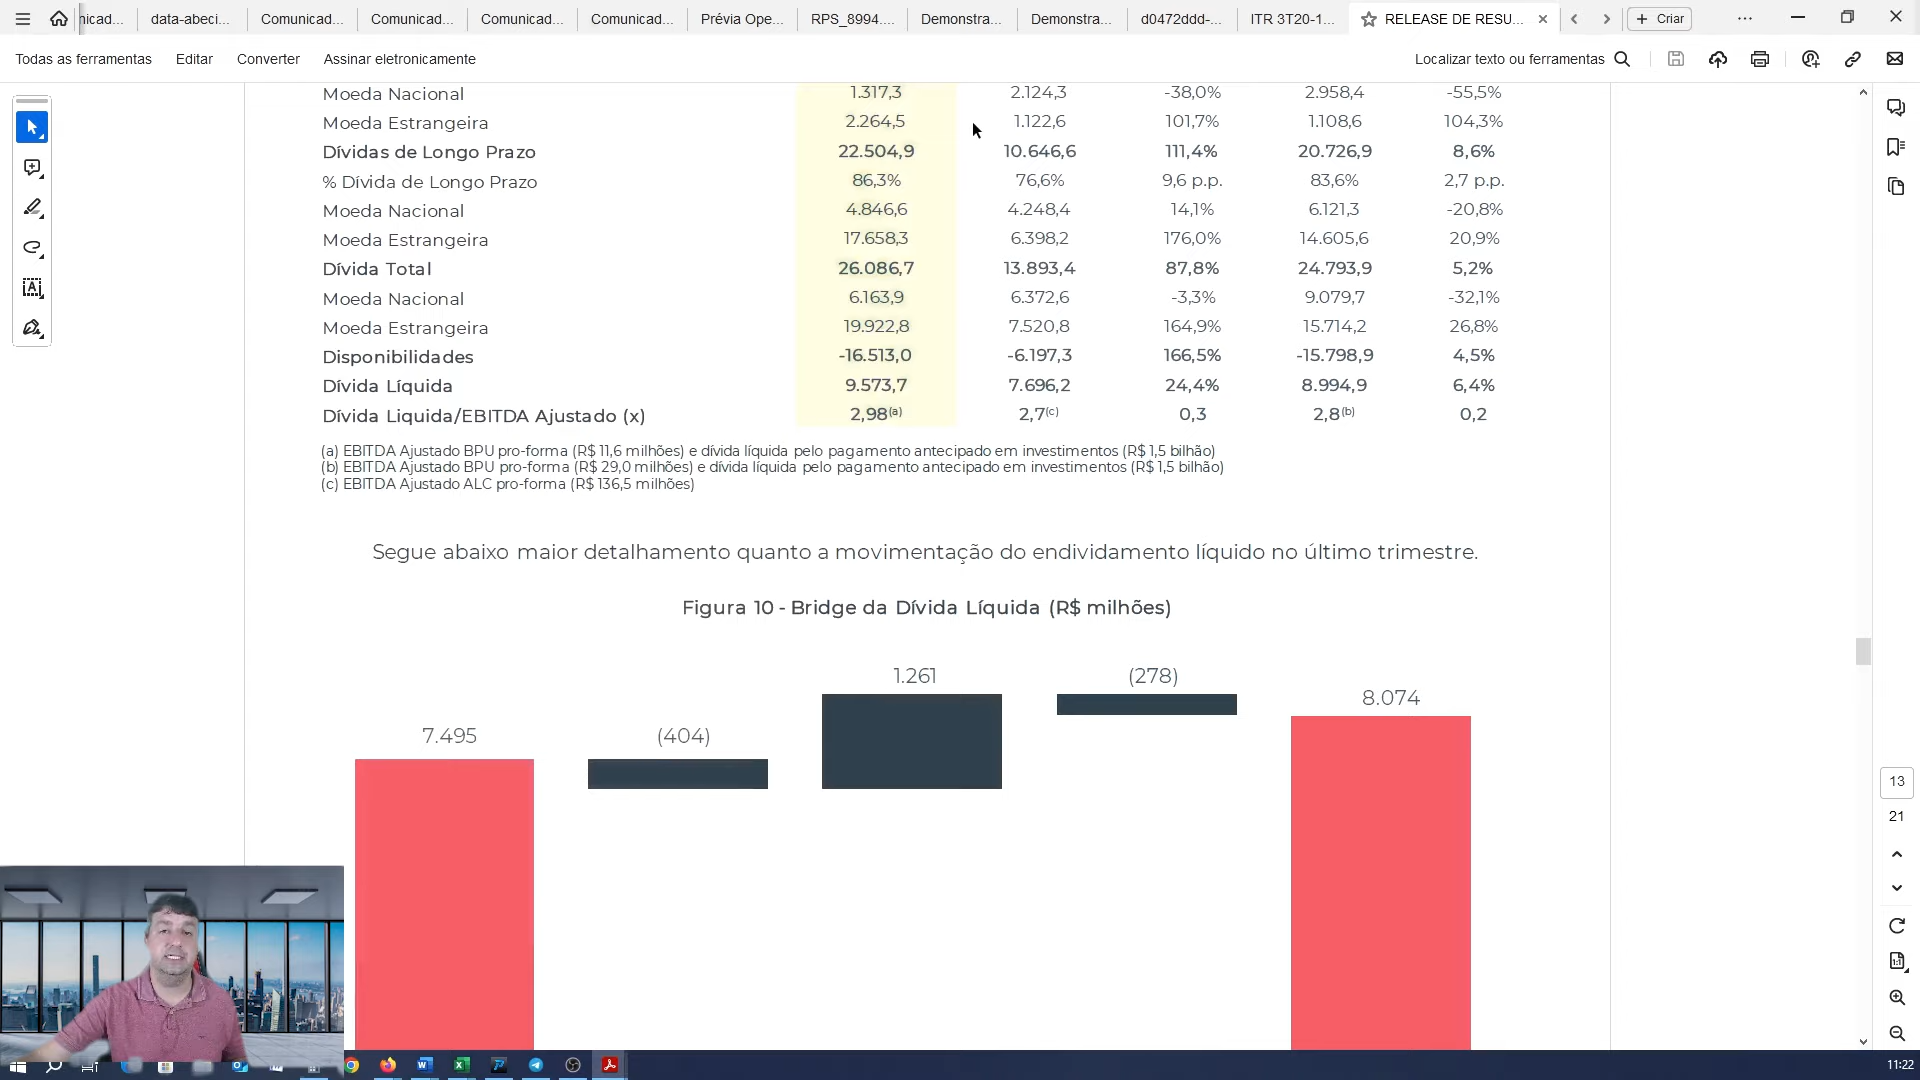 nicad...
data-abeci...
Comunicad...
Comunicad...
Comunicad...
Comunicad...
Prévia Ope...
RPS_8994....
Demonstra...
Demonstra...
d0472ddd-...
ITR 3T20-1...
RELEASE DE RESU...
Criar
Todas as ferramentas
Editar
Converter
Assinar eletronicamente
Localizar texto ou ferramentas
Moeda Nacional 1.317,3 2.124,3 -38,0% 2.958,4 -55,5%
Moeda Estrangeira 2.264,5 1.122,6 101,7% 1.108,6 104,3%
Dívidas de Longo Prazo 22.504,9 10.646,6 111,4% 20.726,9 8,6%
% Dívida de Longo Prazo 86,3% 76,6% 9,6 p.p. 83,6% 2,7 p.p.
Moeda Nacional 4.846,6 4.248,4 14,1% 6.121,3 -20,8%
Moeda Estrangeira 17.658,3 6.398,2 176,0% 14.605,6 20,9%
Dívida Total 26.086,7 13.893,4 87,8% 24.793,9 5,2%
Moeda Nacional 6.163,9 6.372,6 -3,3% 9.079,7 -32,1%
Moeda Estrangeira 19.922,8 7.520,8 164,9% 15.714,2 26,8%
Disponibilidades -16.513,0 -6.197,3 166,5% -15.798,9 4,5%
Dívida Líquida 9.573,7 7.696,2 24,4% 8.994,9 6,4%
Dívida Liquida/EBITDA Ajustado (x) 2,98(a) 2,7(c) 0,3 2,8(b) 0,2
(a) EBITDA Ajustado BPU pro-forma (R$ 11,6 milhões) e dívida líquida pelo pagamento antecipado em investimentos (R$ 1,5 bilhão)
(b) EBITDA Ajustado BPU pro-forma (R$ 29,0 milhões) e dívida líquida pelo pagamento antecipado em investimentos (R$ 1,5 bilhão)
(c) EBITDA Ajustado ALC pro-forma (R$ 136,5 milhões)
Segue abaixo maior detalhamento quanto a movimentação do endividamento líquido no último trimestre.
Figura 10 - Bridge da Dívida Líquida (R$ milhões)
7.495
(404)
1.261
(278)
8.074
13
21
11:22